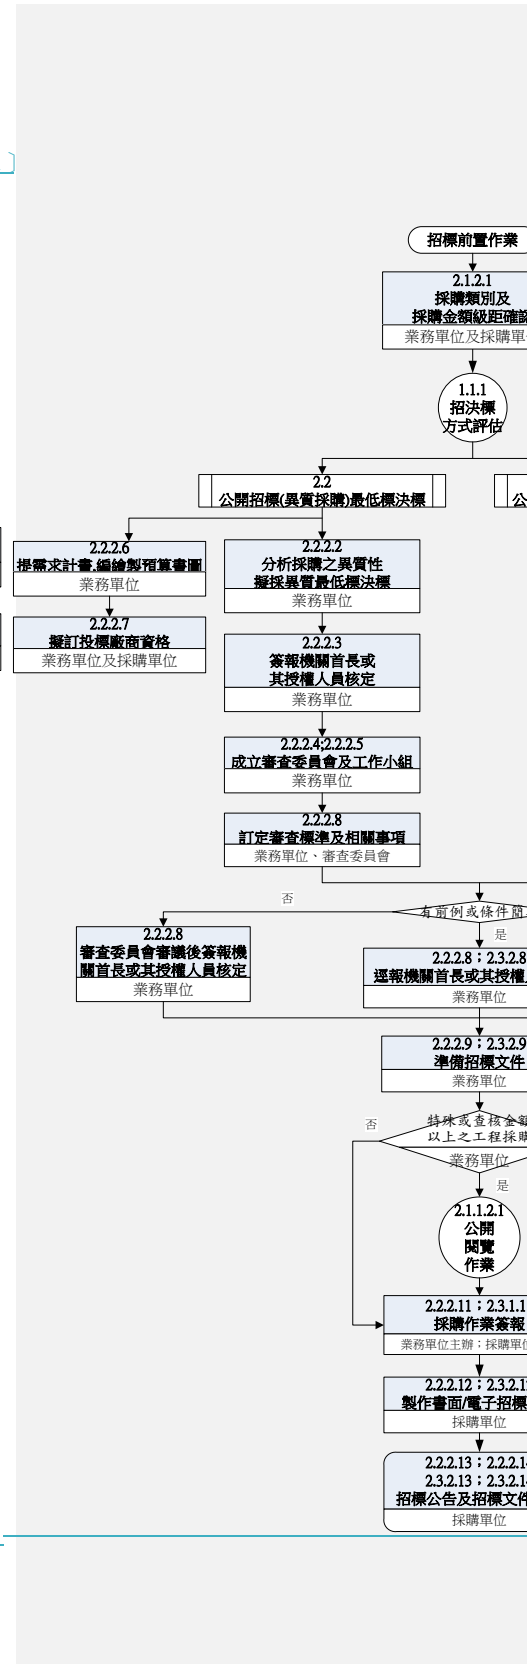 招標前置作業
2.1.2.1
採購類別及
採購金額級距確認
業務單位及採購單
1.1.1
招決標
方式評估
2.2
公開招標(異質採購)最低標決標
公
2.2.2.6
提需求計畫,編繪製預算書圖
業務單位
2.2.2.7
擬訂投標廠商資格
業務單位及採購單位
2.2.2.2
分析採購之異質性
擬採異質最低標決標
業務單位
2.2.2.3
簽報機關首長或
其授權人員核定
業務單位
2.2.2.4;2.2.2.5
成立審查委員會及工作小組
業務單位
2.2.2.8
訂定審查標準及相關事項
業務單位、審查委員會
否
有前例或條件簡
是
2.2.2.8
審查委員會審議後簽報機
關首長或其授權人員核定
業務單位
2.2.2.8；2.3.2.8
逕報機關首長或其授權
業務單位
2.2.2.9；2.3.2.9
準備招標文件
業務單位
否
特殊或查核金額
以上之工程採購
業務單位
是
2.1.1.2.1
公開
閱覽
作業
2.2.2.11；2.3.1.1
採購作業簽報
業務單位主辦；採購單位
2.2.2.12；2.3.2.1
製作書面/電子招標
採購單位
2.2.2.13；2.2.2.1
2.3.2.13；2.3.2.1
招標公告及招標文件
採購單位